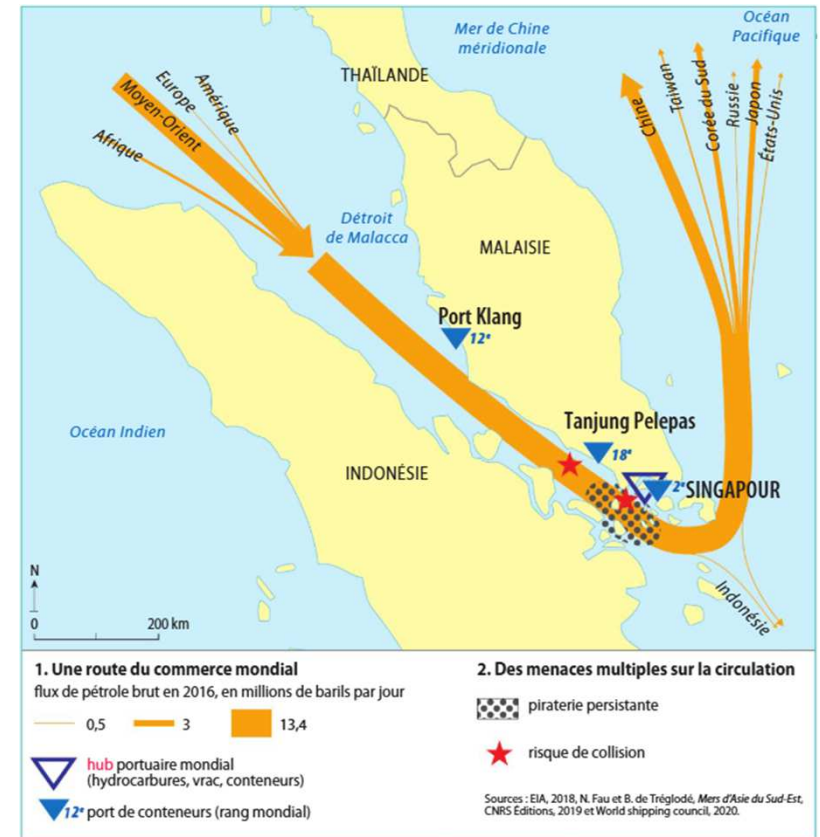 Océan
Pacifique
Mer de Chine
méridionale
THAÏLANDE
Amérique
Europe
Moyen-Orient
Afrique
Chine
Taiwan
Corée du Sud
Russie
Japon
États-Unis
Détroit
de Malacca
MALAISIE
Port Klang
12e
Océan Indien
Tanjung Pelepas
18e
INDONÉSIE
2e SINGAPOUR
Indonésie
N
0 200 km
1. Une route du commerce mondial
flux de pétrole brut en 2016, en millions de barils par jour
0,5 3 13,4
hub portuaire mondial
(hydrocarbures, vrac, conteneurs)
12e port de conteneurs (rang mondial)
2. Des menaces multiples sur la circulation
piraterie persistante
risque de collision
Sources : EIA, 2018, N. Fau et B. de Tréglodé, Mers d'Asie du Sud-Est,
CNRS Éditions, 2019 et World shipping council, 2020.